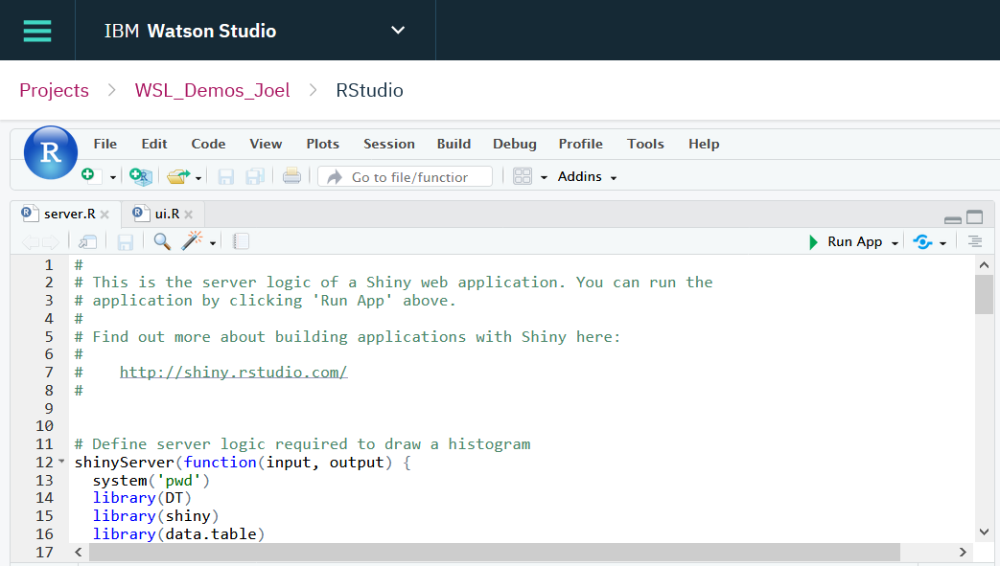 IBM Watson Studio
Projects > WSL_Demos_Joel > RStudio
R File Edit Code View Plots Session Build Debug Profile Tools Help
R Go to file/functior Addins
R server.R × R ui.R ×
Run App
1 #
2 # This is the server logic of a Shiny web application. You can run the
3 # application by clicking 'Run App' above.
4 #
5 # Find out more about building applications with Shiny here:
6 #
7 #    http://shiny.rstudio.com/
8 #
9
10
11 # Define server logic required to draw a histogram
12 shinyServer(function(input, output) {
13   system('pwd')
14   library(DT)
15   library(shiny)
16   library(data.table)
17